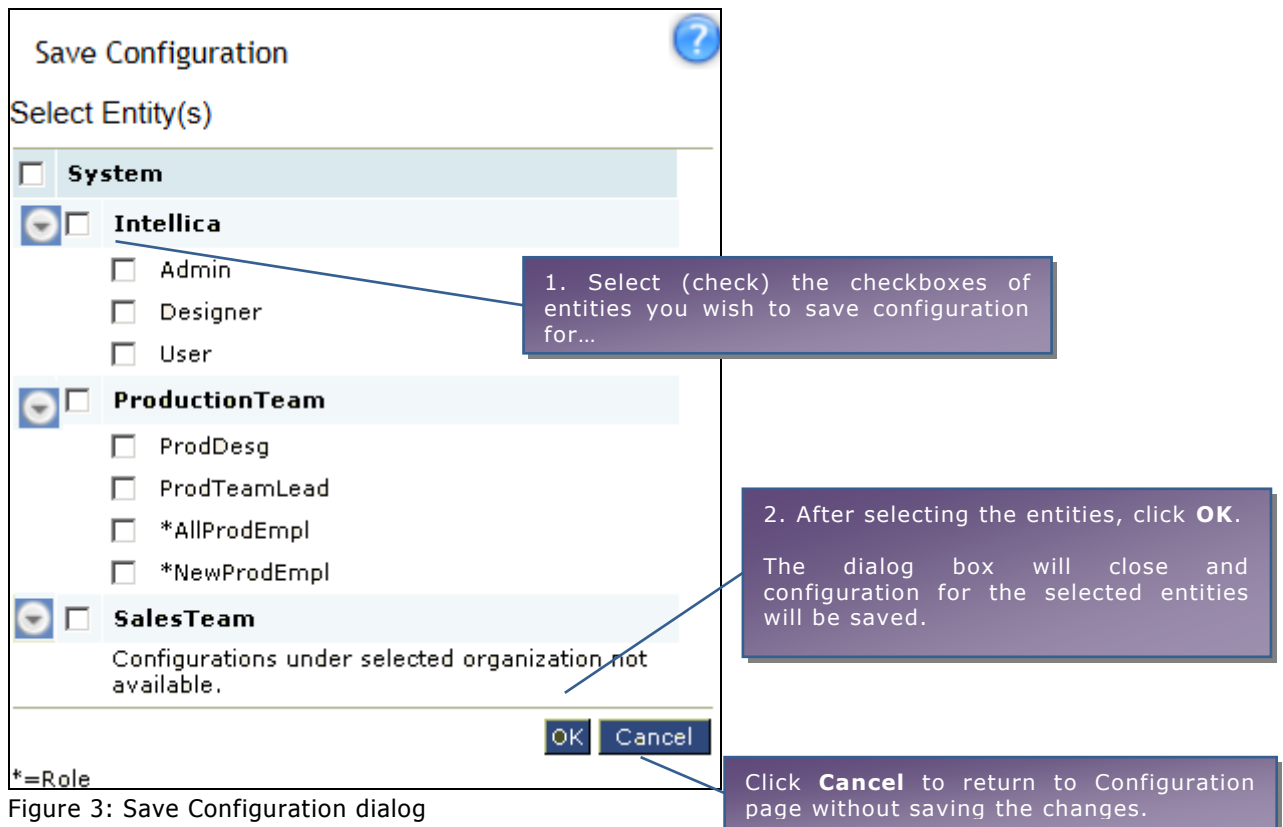 Save Configuration
?
Select Entity(s)
System
Intellica
Admin
Designer
User
1. Select (check) the checkboxes of
entities you wish to save configuration
for…
ProductionTeam
ProdDesg
ProdTeamLead
*AllProdEmpl
*NewProdEmpl
2. After selecting the entities, click OK.
The dialog box will close and
configuration for the selected entities
will be saved.
SalesTeam
Configurations under selected organization not
available.
OK Cancel
*=Role
Click Cancel to return to Configuration
page without saving the changes.
Figure 3: Save Configuration dialog